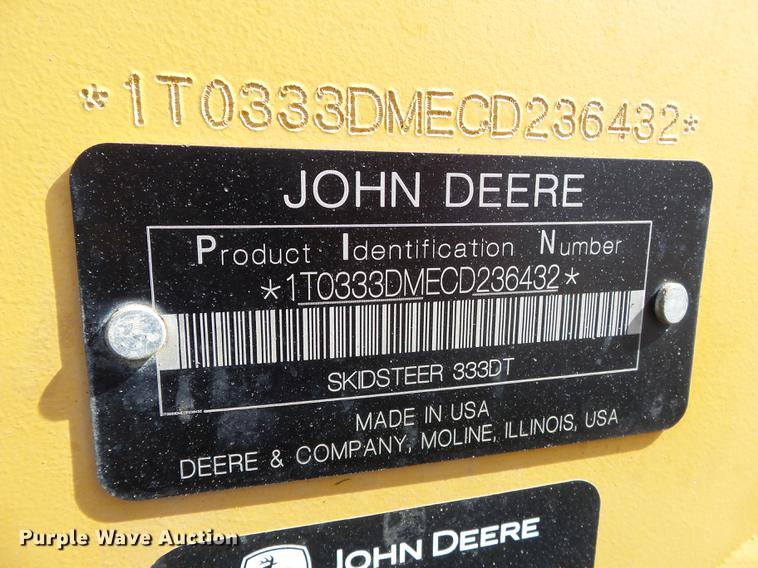 *1T0333DMECD236432*
JOHN DEERE
Product Identification Number
*1T0333DMECD236432*
SKIDSTEER 333DT
MADE IN USA
DEERE & COMPANY, MOLINE, ILLINOIS, USA
JOHN DEERE
Purple Wave Auction